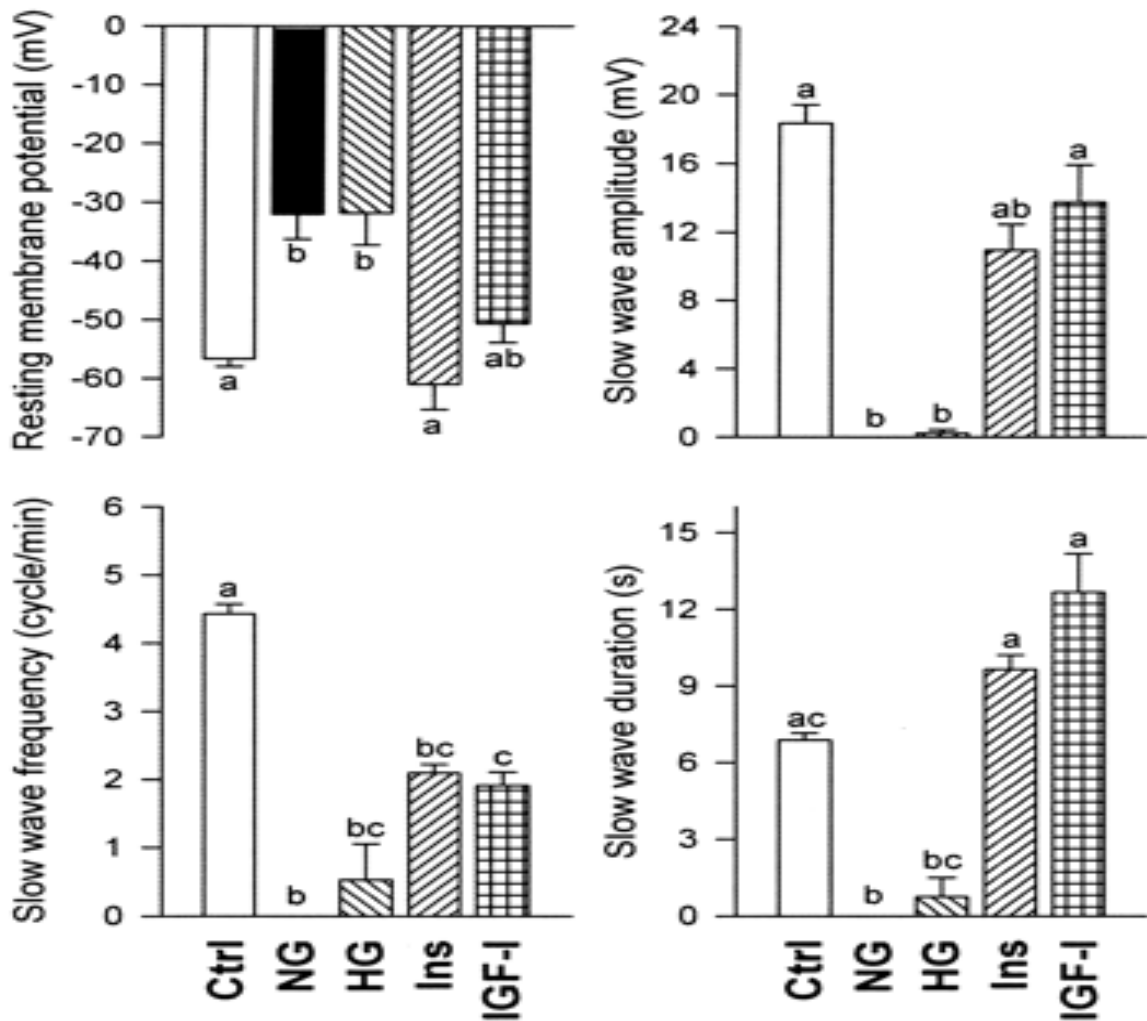 Resting membrane potential (mV)
0
-10
-20
-30
-40
-50
-60
-70
a
b
b
a
ab
Slow wave amplitude (mV)
24
20
16
12
8
4
0
a
b
b
ab
a
Slow wave frequency (cycle/min)
6
5
4
3
2
1
0
a
b
bc
bc
c
Ctrl
NG
HG
Ins
IGF-I
Slow wave duration (s)
15
12
9
6
3
0
ac
b
bc
a
a
Ctrl
NG
HG
Ins
IGF-I